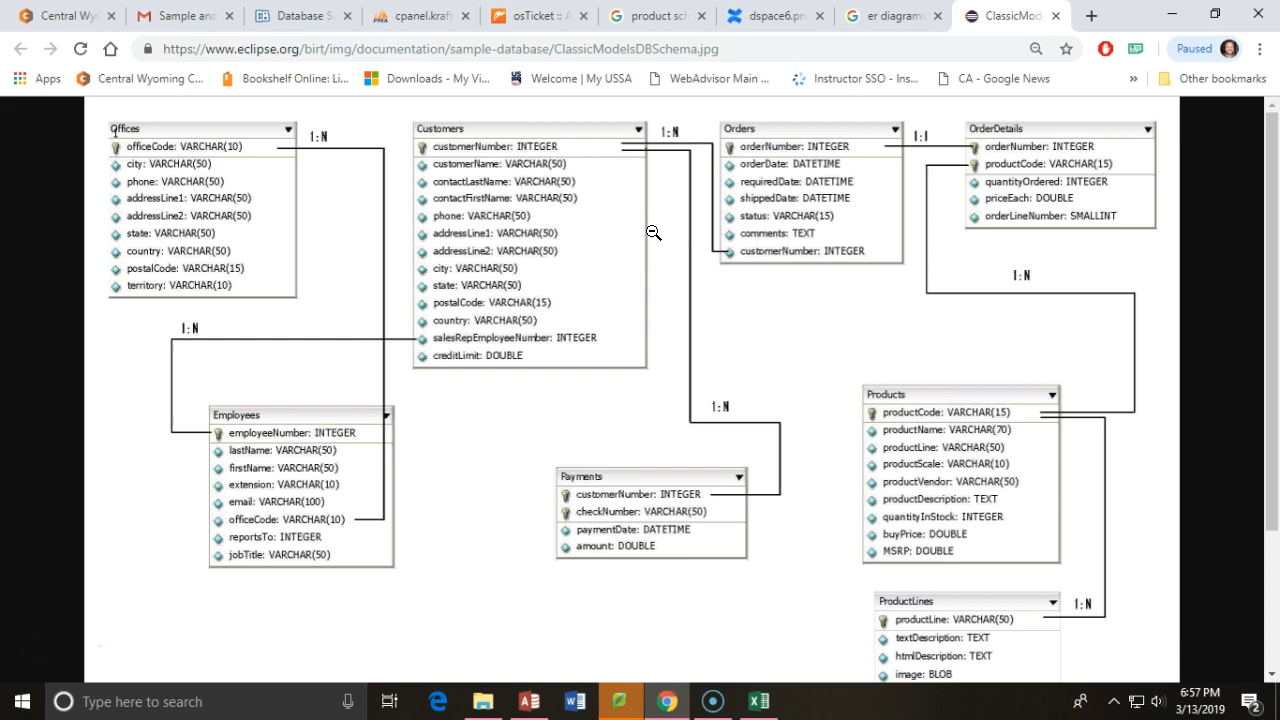 Central Wy
Sample and
Database S
cpanel.kraft
osTicket :: A
product sch
dspace6.pm
er diagrams
ClassicMode
https://www.eclipse.org/birt/img/documentation/sample-database/ClassicModelsDBSchema.jpg
Paused
Apps
Central Wyoming C...
Bookshelf Online: Li...
Downloads - My Vi...
Welcome | My USSA
WebAdvisor Main ...
Instructor SSO - Ins...
CA - Google News
»
Other bookmarks
Offices
officeCode: VARCHAR(10)
city: VARCHAR(50)
phone: VARCHAR(50)
addressLine1: VARCHAR(50)
addressLine2: VARCHAR(50)
state: VARCHAR(50)
country: VARCHAR(50)
postalCode: VARCHAR(15)
territory: VARCHAR(10)
1:N
Customers
customerNumber: INTEGER
customerName: VARCHAR(50)
contactLastName: VARCHAR(50)
contactFirstName: VARCHAR(50)
phone: VARCHAR(50)
addressLine1: VARCHAR(50)
addressLine2: VARCHAR(50)
city: VARCHAR(50)
state: VARCHAR(50)
postalCode: VARCHAR(15)
country: VARCHAR(50)
salesRepEmployeeNumber: INTEGER
creditLimit: DOUBLE
1:N
Orders
orderNumber: INTEGER
orderDate: DATETIME
requiredDate: DATETIME
shippedDate: DATETIME
status: VARCHAR(15)
comments: TEXT
customerNumber: INTEGER
1:1
OrderDetails
orderNumber: INTEGER
productCode: VARCHAR(15)
quantityOrdered: INTEGER
priceEach: DOUBLE
orderLineNumber: SMALLINT
1:N
1:N
Employees
employeeNumber: INTEGER
lastName: VARCHAR(50)
firstName: VARCHAR(50)
extension: VARCHAR(10)
email: VARCHAR(100)
officeCode: VARCHAR(10)
reportsTo: INTEGER
jobTitle: VARCHAR(50)
1:N
Payments
customerNumber: INTEGER
checkNumber: VARCHAR(50)
paymentDate: DATETIME
amount: DOUBLE
Products
productCode: VARCHAR(15)
productName: VARCHAR(70)
productLine: VARCHAR(50)
productScale: VARCHAR(10)
productVendor: VARCHAR(50)
productDescription: TEXT
quantityInStock: INTEGER
buyPrice: DOUBLE
MSRP: DOUBLE
ProductLines
productLine: VARCHAR(50)
textDescription: TEXT
htmlDescription: TEXT
image: BLOB
1:N
Type here to search
6:57 PM
3/13/2019
2